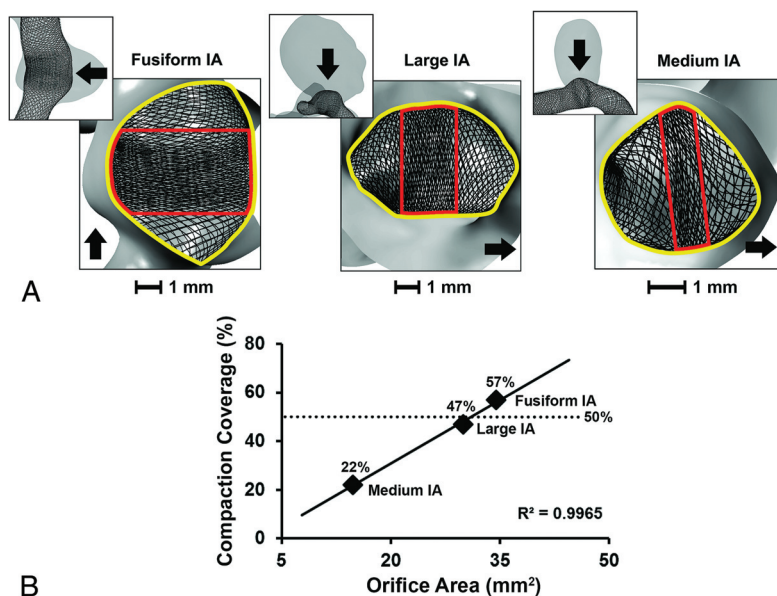 Fusiform IA
Large IA
Medium IA
1 mm
1 mm
1 mm
A
Compaction Coverage (%)
80
60
40
20
0
57%
Fusiform IA
47%
50%
Large IA
22%
Medium IA
R² = 0.9965
5
20
35
50
Orifice Area (mm²)
B